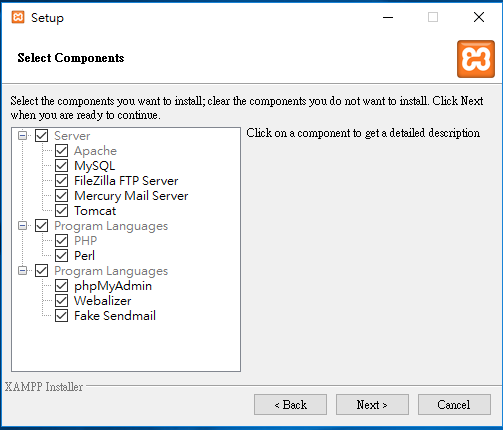 Setup
Select Components
Select the components you want to install; clear the components you do not want to install. Click Next
when you are ready to continue.
Server
Apache
MySQL
FileZilla FTP Server
Mercury Mail Server
Tomcat
Program Languages
PHP
Perl
Program Languages
phpMyAdmin
Webalizer
Fake Sendmail
Click on a component to get a detailed description
XAMPP Installer
< Back
Next >
Cancel